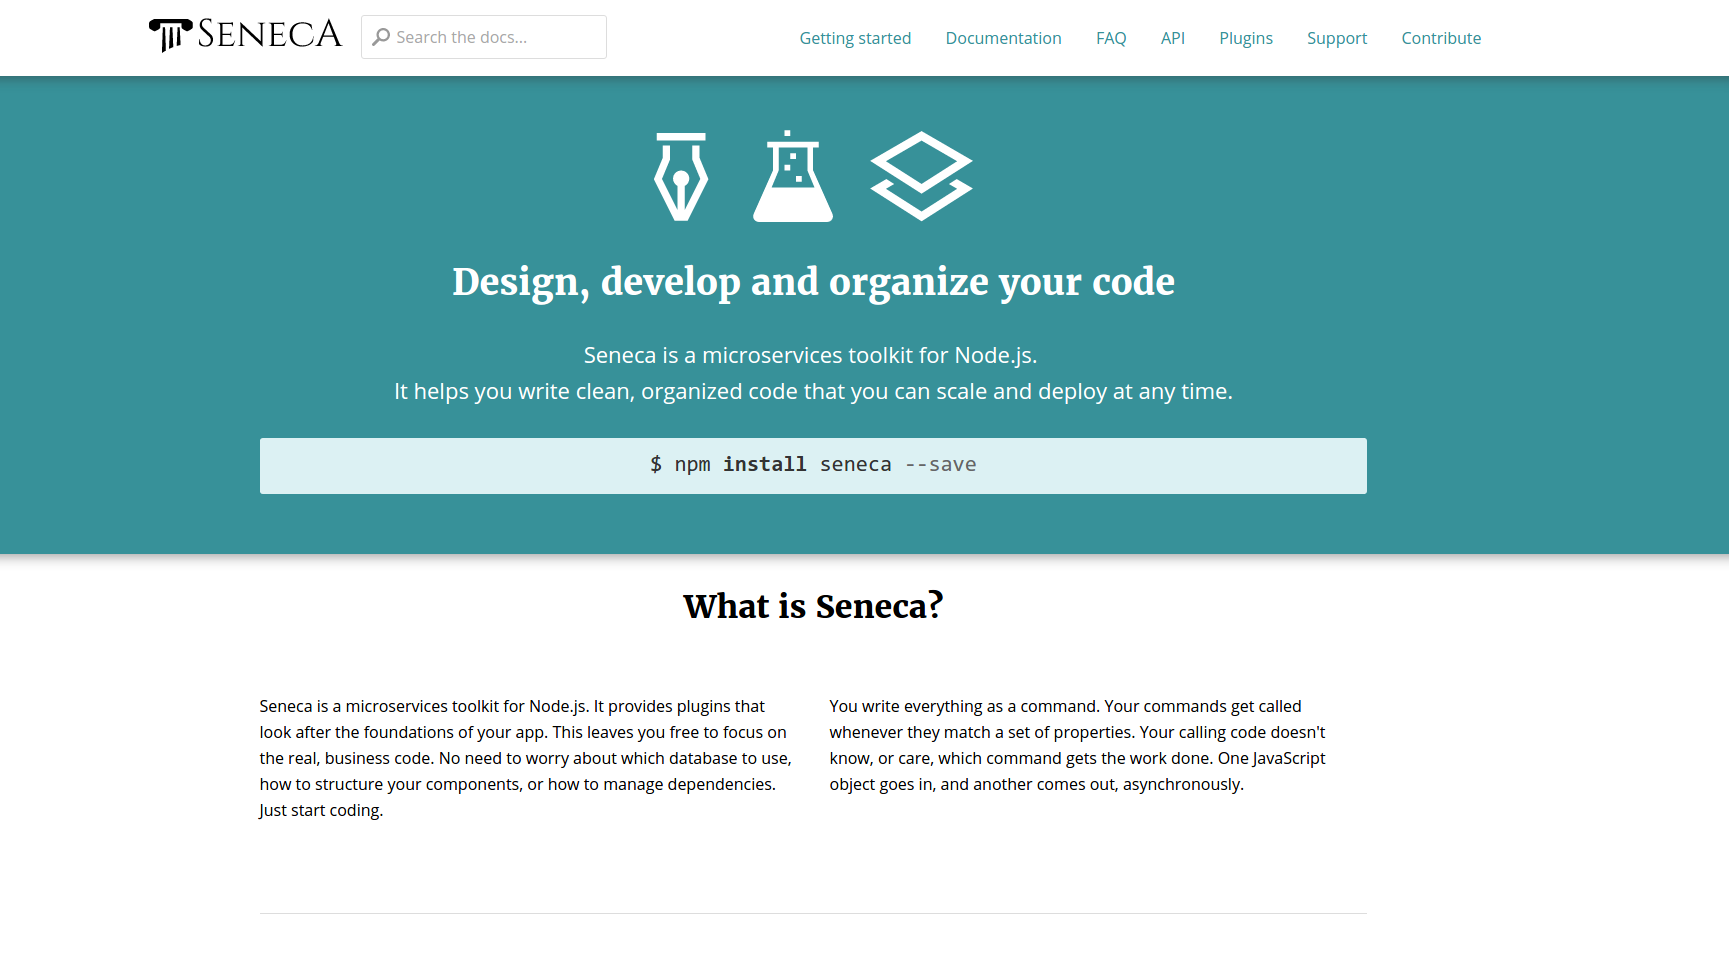 SENECA
Search the docs...
Getting started
Documentation
FAQ
API
Plugins
Support
Contribute
Design, develop and organize your code
Seneca is a microservices toolkit for Node.js.
It helps you write clean, organized code that you can scale and deploy at any time.
$ npm install seneca --save
What is Seneca?
Seneca is a microservices toolkit for Node.js. It provides plugins that
look after the foundations of your app. This leaves you free to focus on
the real, business code. No need to worry about which database to use,
how to structure your components, or how to manage dependencies.
Just start coding.
You write everything as a command. Your commands get called
whenever they match a set of properties. Your calling code doesn't
know, or care, which command gets the work done. One JavaScript
object goes in, and another comes out, asynchronously.